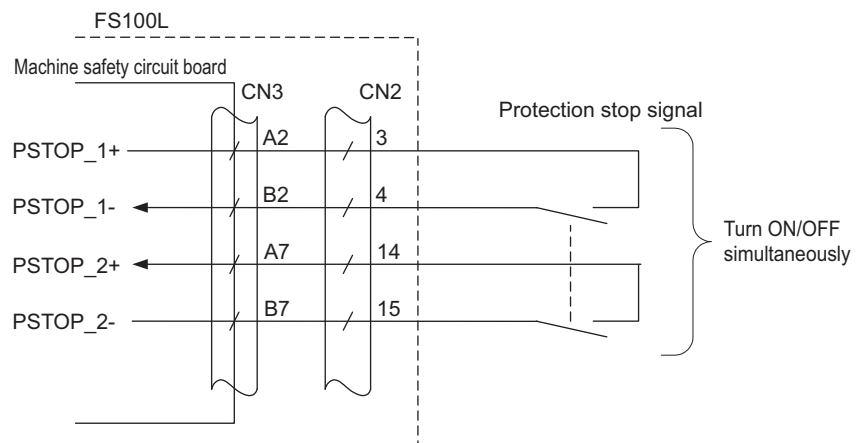 FS100L
Machine safety circuit board
CN3
CN2
Protection stop signal
PSTOP_1+
A2
3
PSTOP_1-
B2
4
Turn ON/OFF
simultaneously
PSTOP_2+
A7
14
PSTOP_2-
B7
15